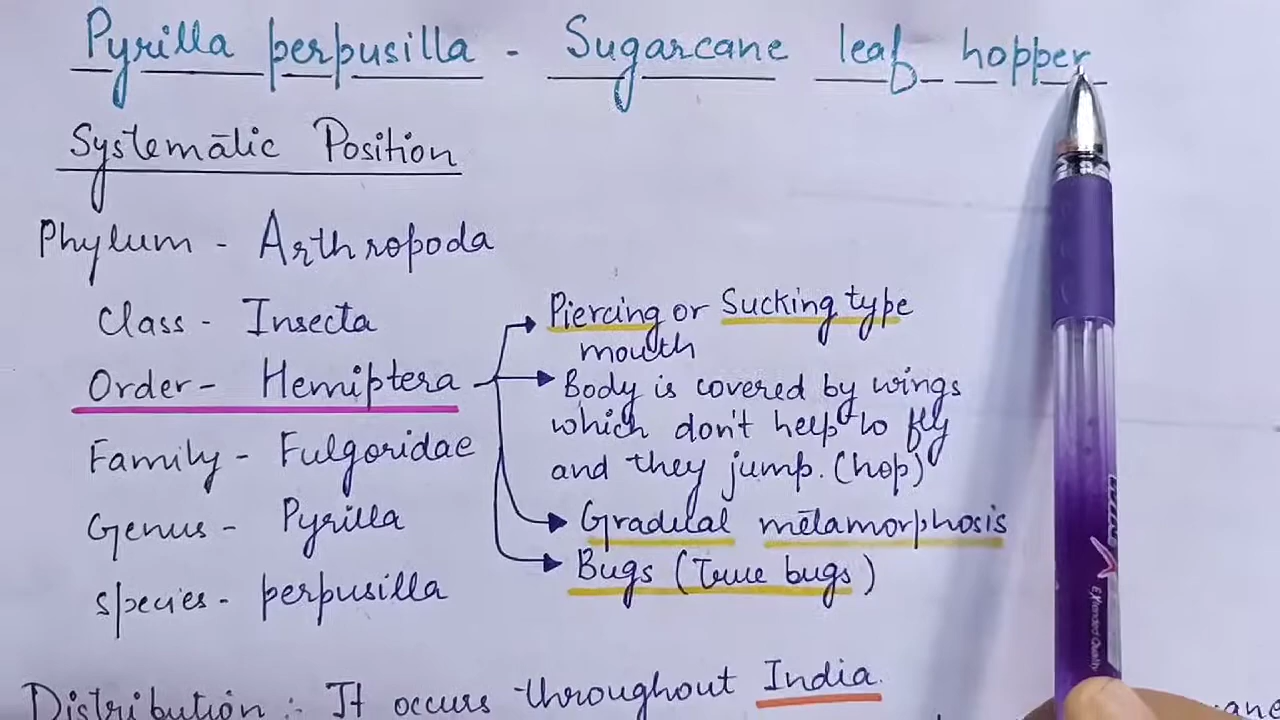 Pyrilla perpusilla - Sugarcane leaf hopper
Systematic Position
Phylum - Arthropoda
Class - Insecta
Order - Hemiptera
Family - Fulgoridae
Genus - Pyrilla
Species - perpusilla
Piercing or Sucking type
mouth
Body is covered by wings
which don't help to fly
and they jump. (hop)
Gradual metamorphosis
Bugs (True bugs)
Distribution :- It occurs throughout India.
Extended Quality